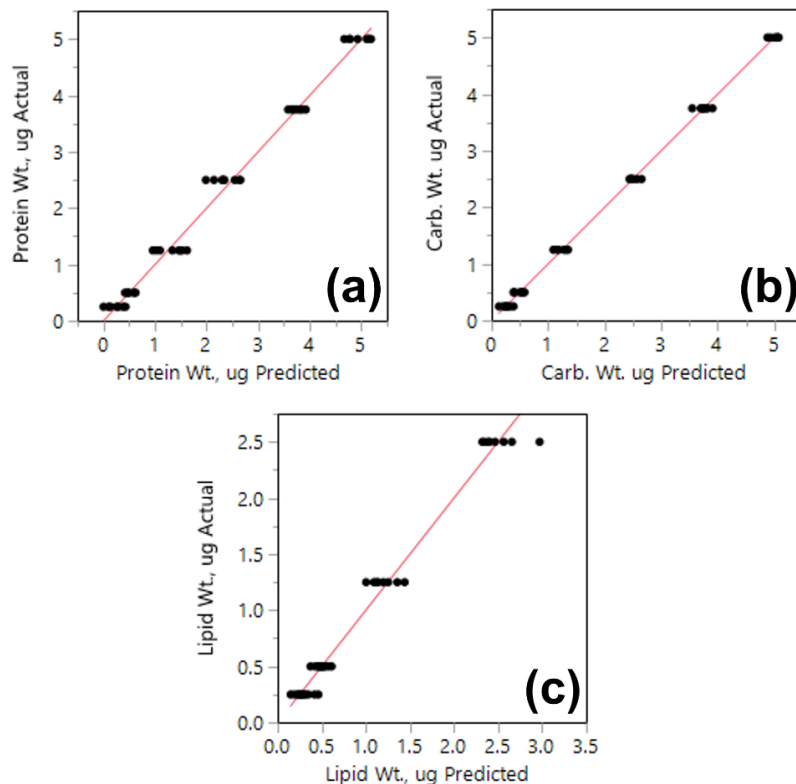 5
4
3
2
1
0
Protein Wt., ug Actual
(a)
0 1 2 3 4 5
Protein Wt., ug Predicted
5
4
3
2
1
0
Carb. Wt. ug Actual
(b)
0 1 2 3 4 5
Carb. Wt. ug Predicted
2.5
2.0
1.5
1.0
0.5
0.0
Lipid Wt., ug Actual
(c)
0.0 0.5 1.0 1.5 2.0 2.5 3.0 3.5
Lipid Wt., ug Predicted